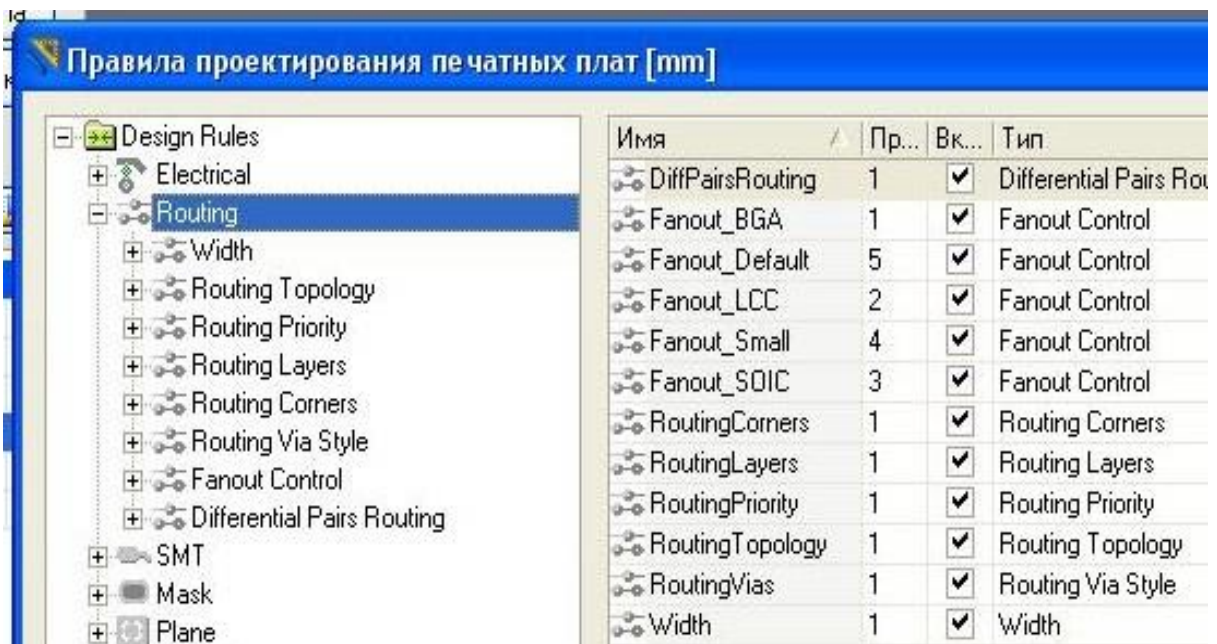 Правила проектирования печатных плат [mm]
Design Rules
Electrical
Routing
Width
Routing Topology
Routing Priority
Routing Layers
Routing Corners
Routing Via Style
Fanout Control
Differential Pairs Routing
SMT
Mask
Plane
Имя Пр... Вк... Тип
DiffPairsRouting 1 Differential Pairs Rou
Fanout_BGA 1 Fanout Control
Fanout_Default 5 Fanout Control
Fanout_LCC 2 Fanout Control
Fanout_Small 4 Fanout Control
Fanout_SOIC 3 Fanout Control
RoutingCorners 1 Routing Corners
RoutingLayers 1 Routing Layers
RoutingPriority 1 Routing Priority
RoutingTopology 1 Routing Topology
RoutingVias 1 Routing Via Style
Width 1 Width